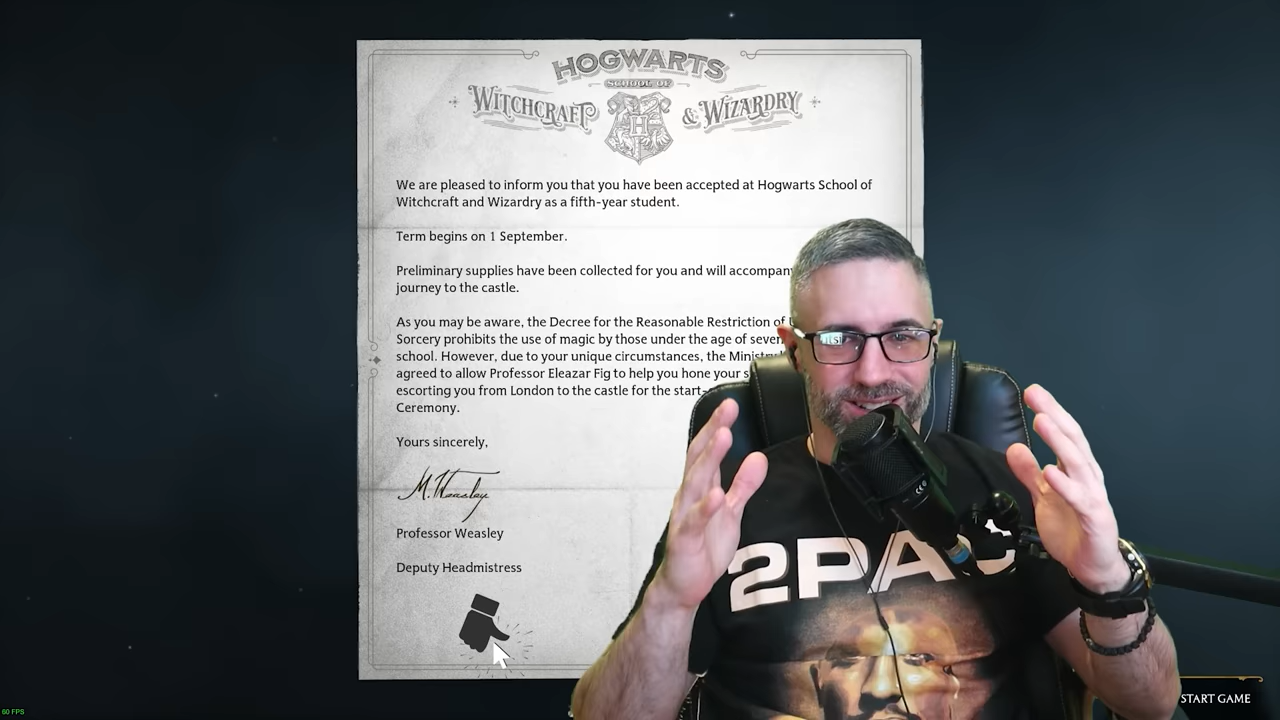 HOGWARTS
SCHOOL OF
WITCHCRAFT & WIZARDRY
H
We are pleased to inform you that you have been accepted at Hogwarts School of
Witchcraft and Wizardry as a fifth-year student.
Term begins on 1 September.
Preliminary supplies have been collected for you and will accompany
journey to the castle.
As you may be aware, the Decree for the Reasonable Restriction of
Sorcery prohibits the use of magic by those under the age of
school. However, due to your unique circumstances, the Ministry
agreed to allow Professor Eleazar Fig to help you hone your
escorting you from London to the castle for the start-
Ceremony.
Yours sincerely,
M. Weasley
Professor Weasley
Deputy Headmistress
2PAC
START GAME
60 FPS